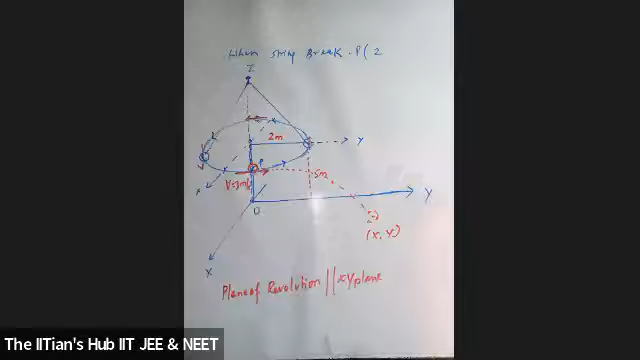 When string Break . P ( 2
Z
2m
Y
P
x
V=3m/s
5m
O
Y
(x, y)
X
Plane of Revolution || xy plane
The IITian's Hub IIT JEE & NEET